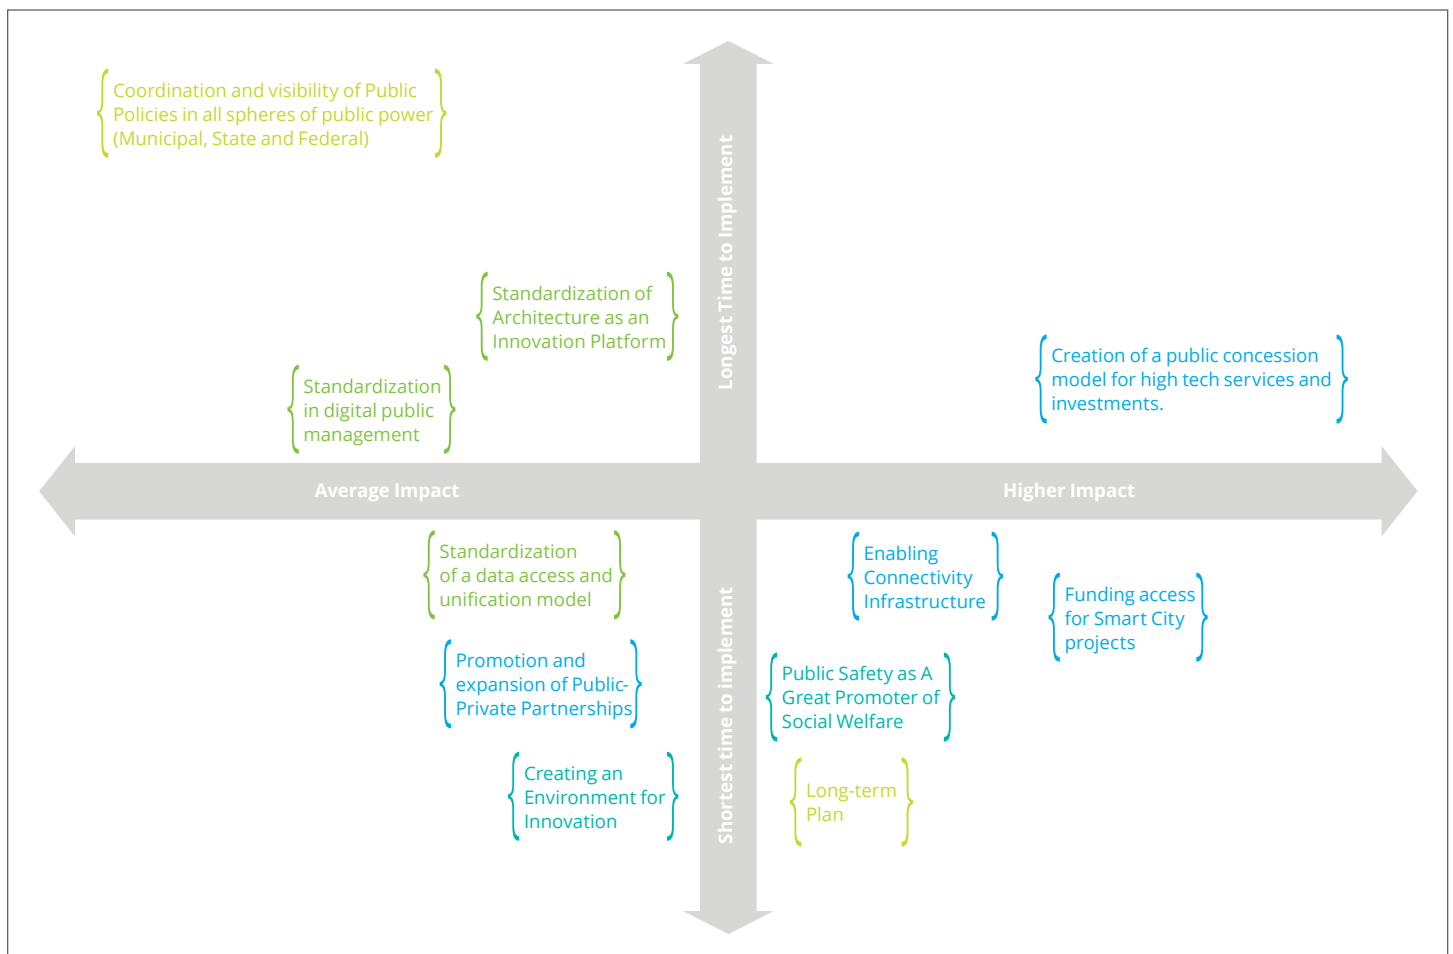 Coordination and visibility of Public
Policies in all spheres of public power
(Municipal, State and Federal)
Longest Time to Implement
Standardization of
Architecture as an
Innovation Platform
Creation of a public concession
model for high tech services and
investments.
Standardization
in digital public
management
Average Impact
Higher Impact
Standardization
of a data access and
unification model
Enabling
Connectivity
Infrastructure
Funding access
for Smart City
projects
Shortest time to implement
Promotion and
expansion of Public-
Private Partnerships
Public Safety as A
Great Promoter of
Social Welfare
Creating an
Environment for
Innovation
Long-term
Plan